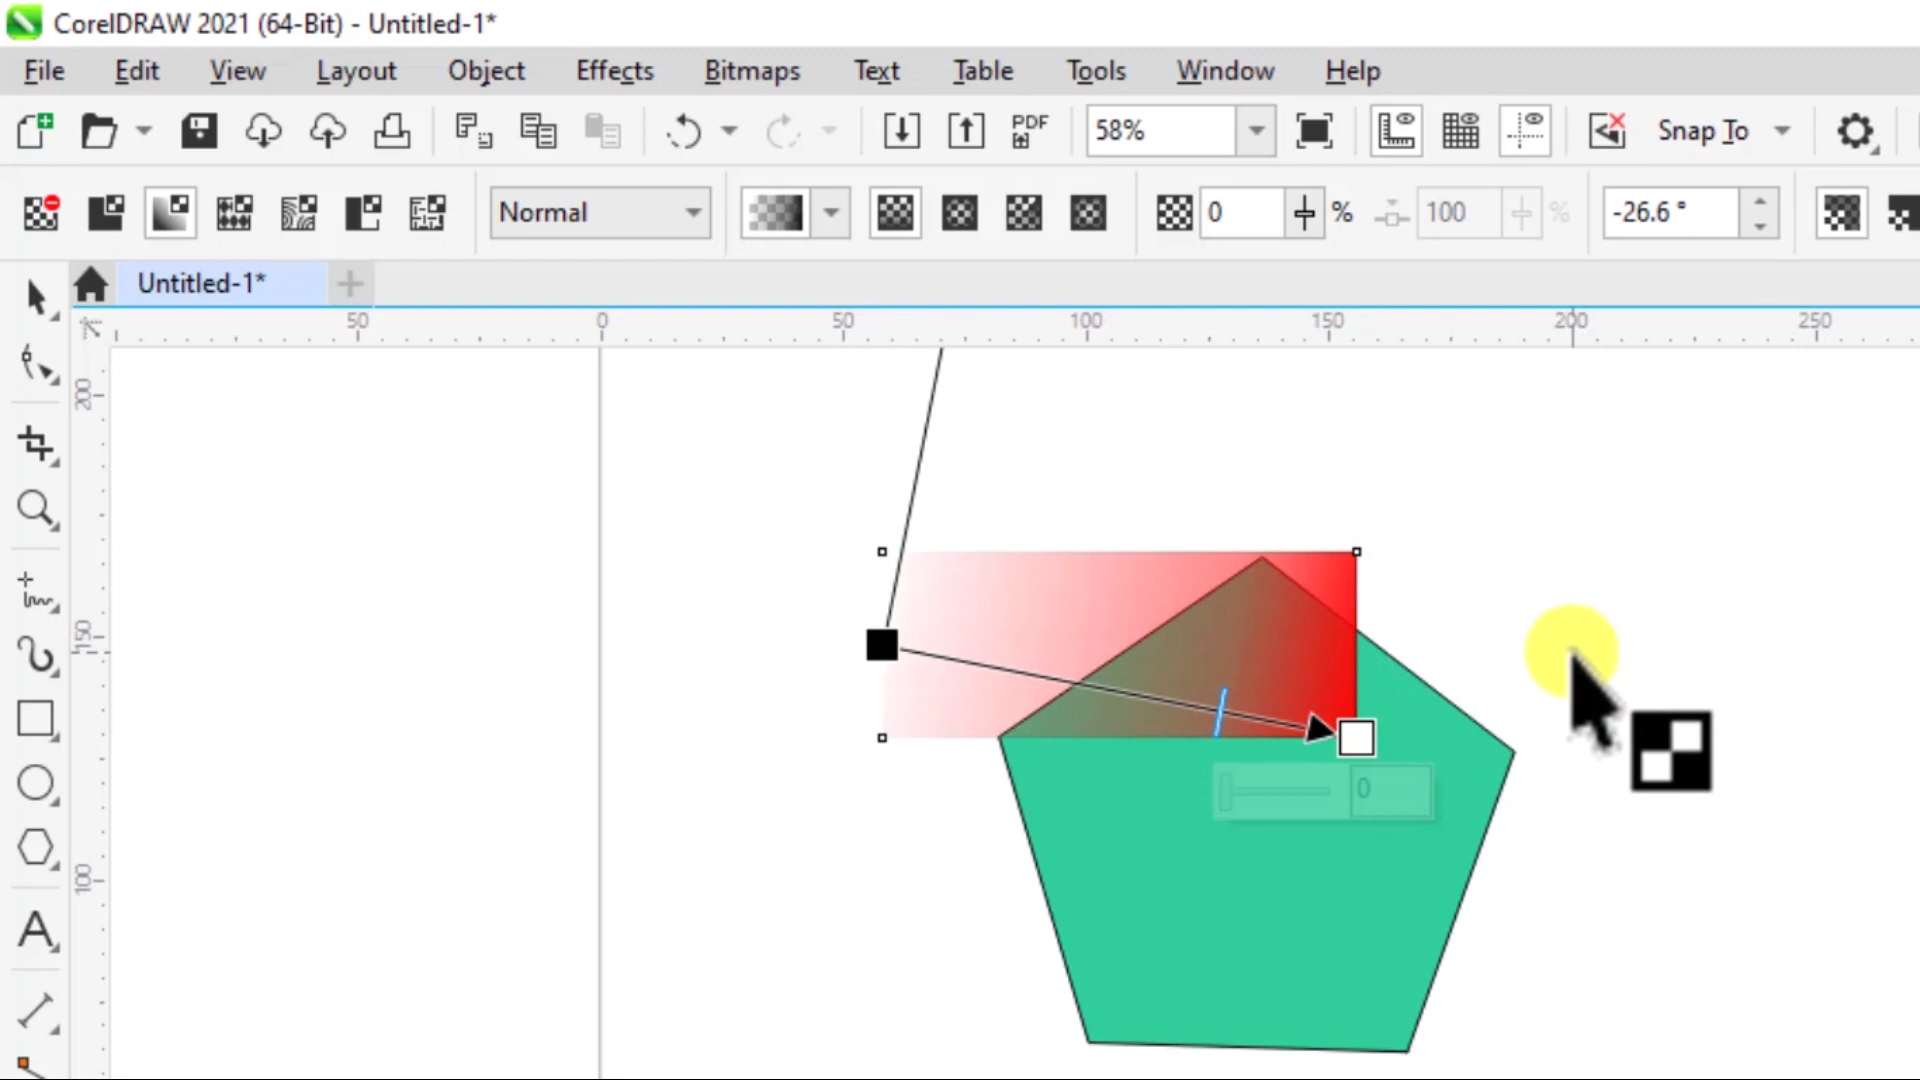 CorelDRAW 2021 (64-Bit) - Untitled-1*
File Edit View Layout Object Effects Bitmaps Text Table Tools Window Help
PDF 58% Snap To
Normal 0 % 100 % -26.6 °
Untitled-1*
50 0 50 100 150 200 250
200
150
0
100
A